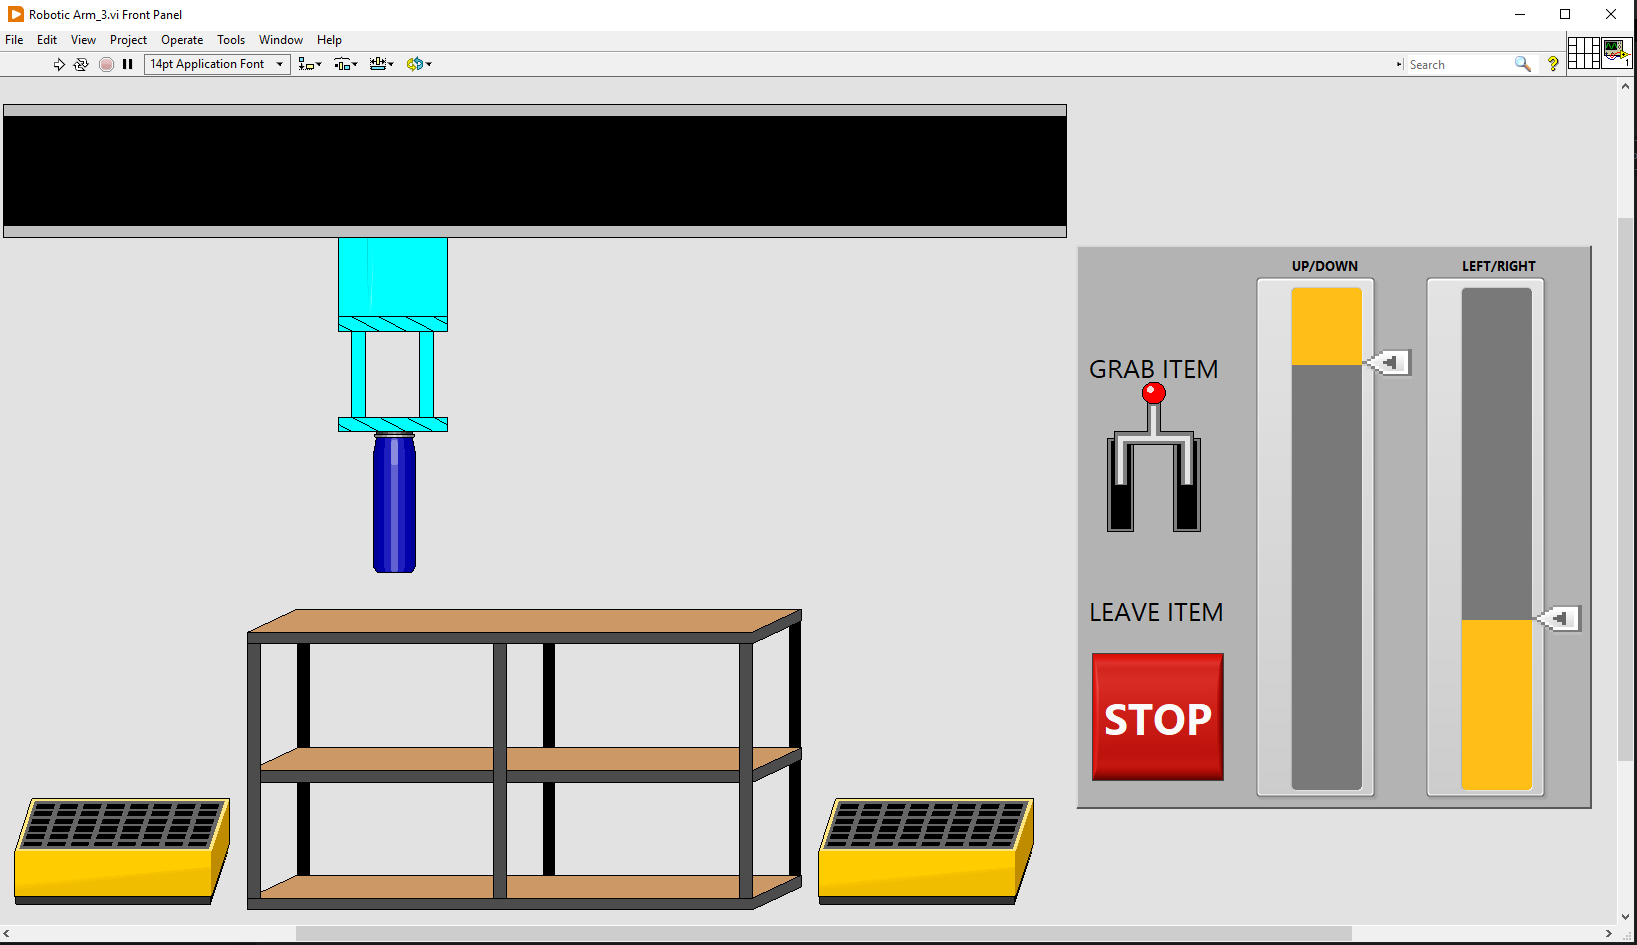 Robotic Arm_3.vi Front Panel
File Edit View Project Operate Tools Window Help
14pt Application Font
Search
?
1
UP/DOWN
LEFT/RIGHT
GRAB ITEM
LEAVE ITEM
STOP